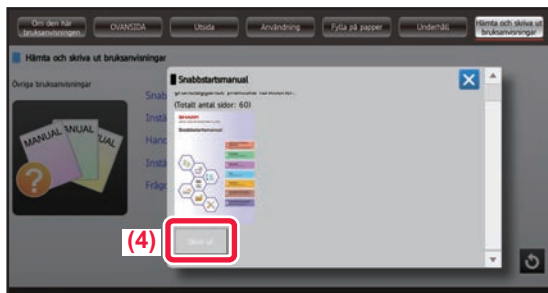 Om den här
bruksanvisningen
OVANSIDA
Utsida
Användning
Fylla på papper
Underhåll
Hämta och skriva ut
bruksanvisningar
Hämta och skriva ut bruksanvisningar
Övriga bruksanvisningar
Snabbstartsmanual
(Totalt antal sidor: 60)
SHARP
Snabbstartsmanual
Snab
Instä
Hand
Instä
Frågo
MANUAL
MANUAL
(4)
Skriv ut